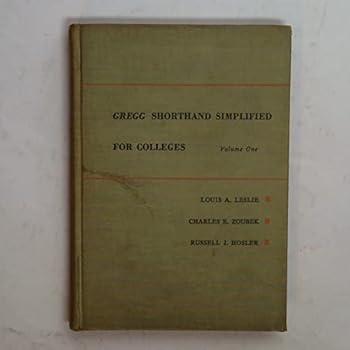 GREGG SHORTHAND SIMPLIFIED
FOR COLLEGES Volume One
LOUIS A. LESLIE
CHARLES E. ZOUBEK
RUSSELL J. HOSLER